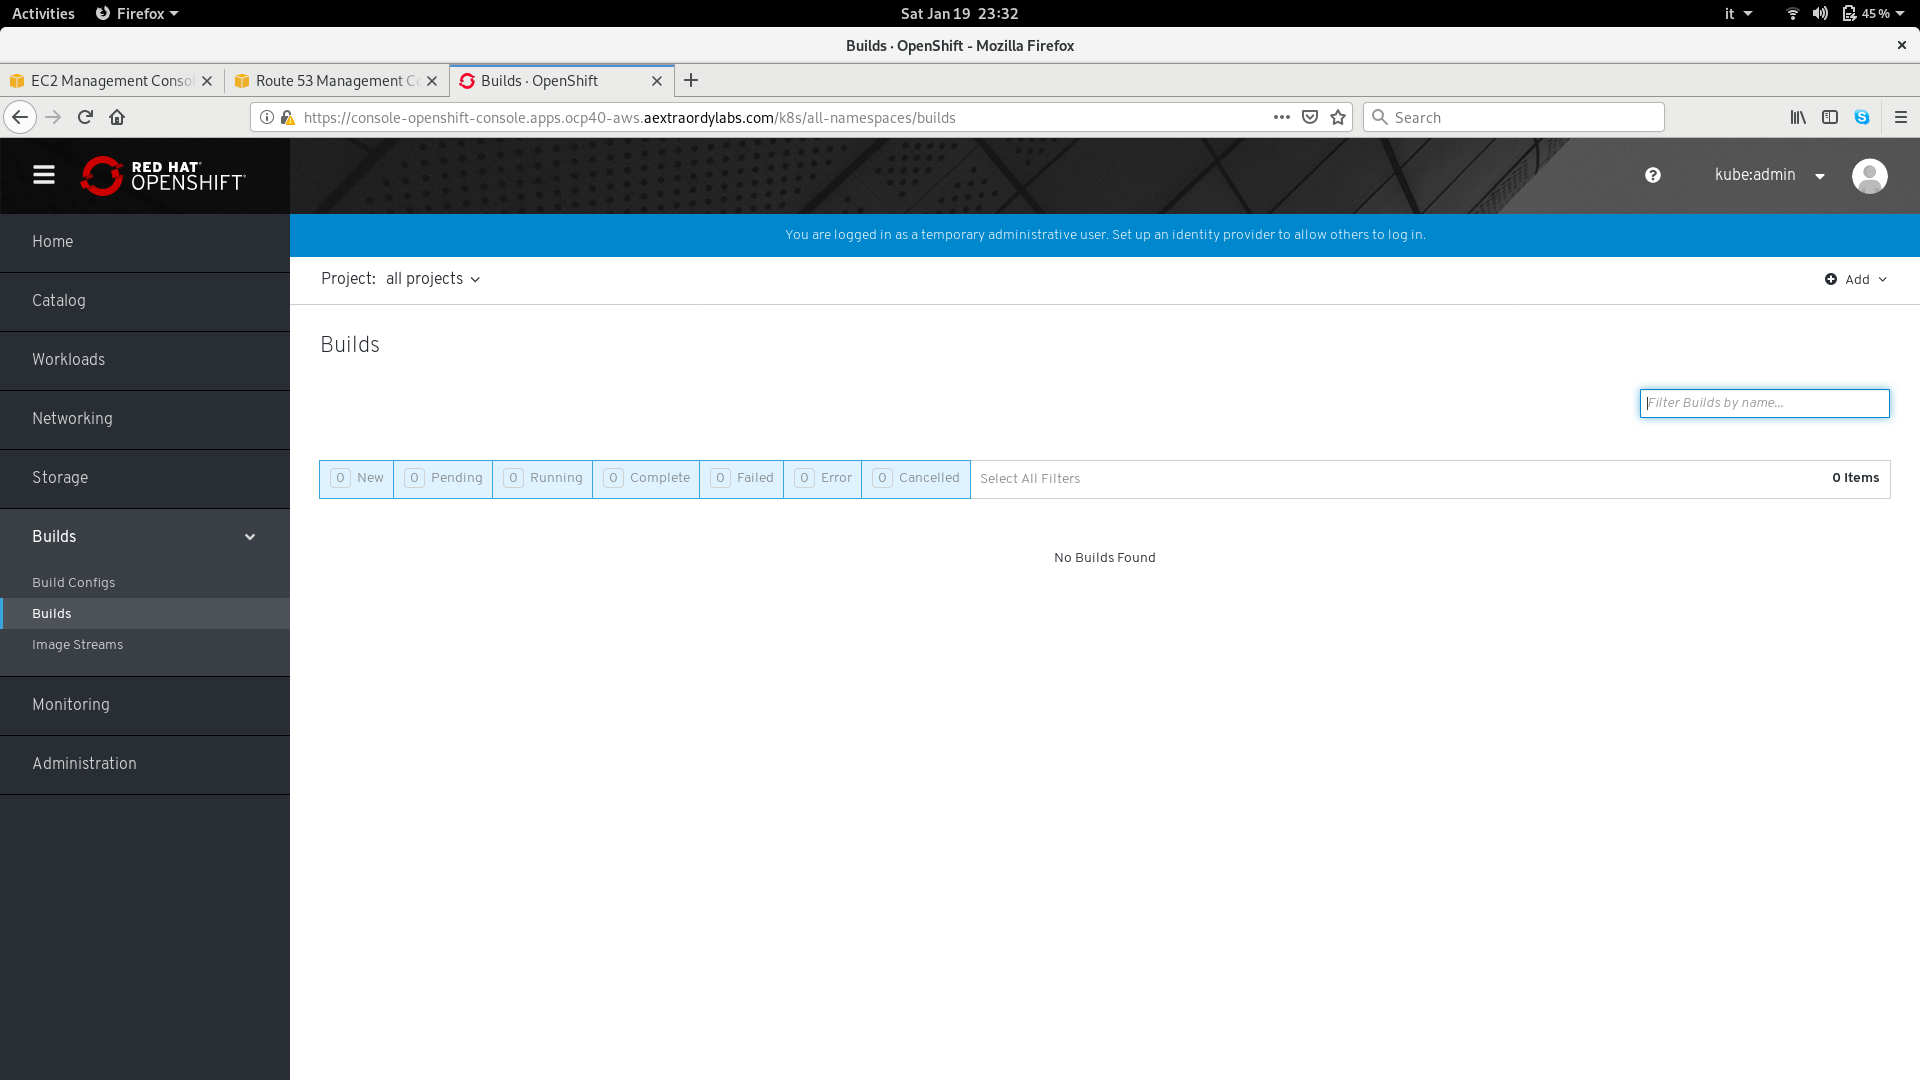 Activities Firefox Sat Jan 19 23:32 it 45%
Builds · OpenShift - Mozilla Firefox
EC2 Management Consol Route 53 Management C Builds · OpenShift
https://console-openshift-console.apps.ocp40-aws.aextraordylabs.com/k8s/all-namespaces/builds Search
RED HAT
OPENSHIFT
kube:admin
You are logged in as a temporary administrative user. Set up an identity provider to allow others to log in.
Home
Catalog
Workloads
Networking
Storage
Builds
Build Configs
Builds
Image Streams
Monitoring
Administration
Project: all projects Add
Builds
Filter Builds by name...
0 New 0 Pending 0 Running 0 Complete 0 Failed 0 Error 0 Cancelled Select All Filters 0 Items
No Builds Found